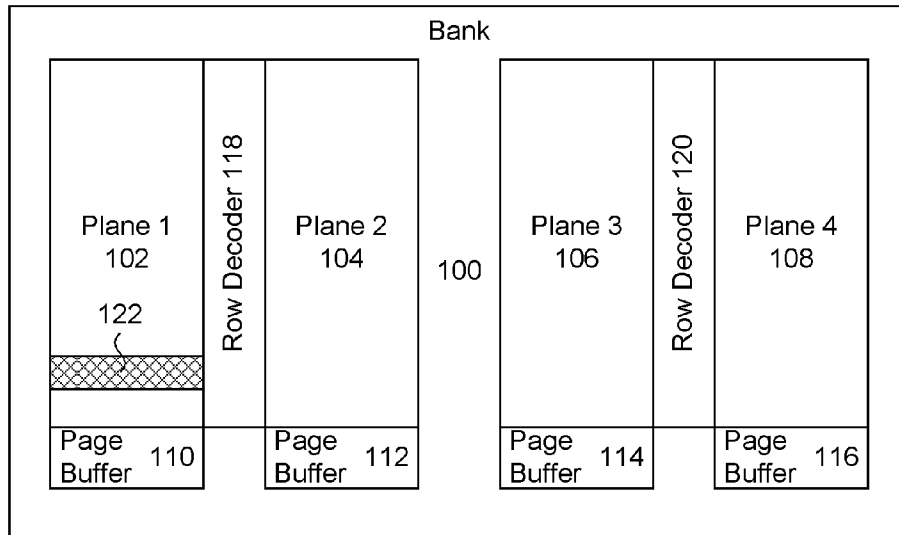 Bank
Plane 1
102
122
Page
Buffer 110
Row Decoder 118
Plane 2
104
Page
Buffer 112
100
Plane 3
106
Page
Buffer 114
Row Decoder 120
Plane 4
108
Page
Buffer 116